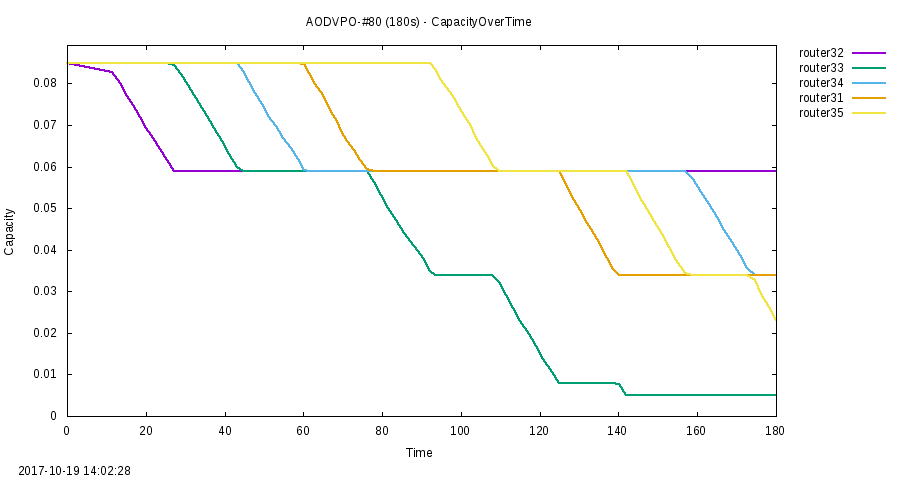 AODVPO-#80 (180s) - CapacityOverTime
router32
router33
router34
router31
router35
0.08
0.07
0.06
0.05
0.04
0.03
0.02
0.01
0
Capacity
0 20 40 60 80 100 120 140 160 180
Time
2017-10-19 14:02:28